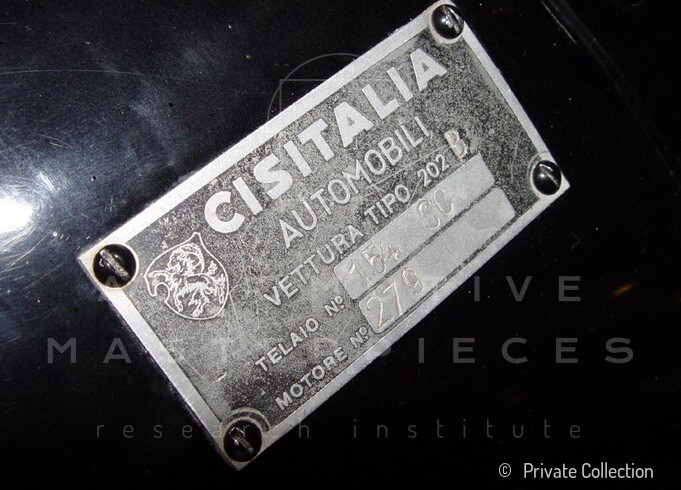 CISITALIA
AUTOMOBILI
VETTURA TIPO 202 B
TELAIO Nº 154 SC
MOTORE Nº 279
MASTERPIECES
research institute
© Private Collection